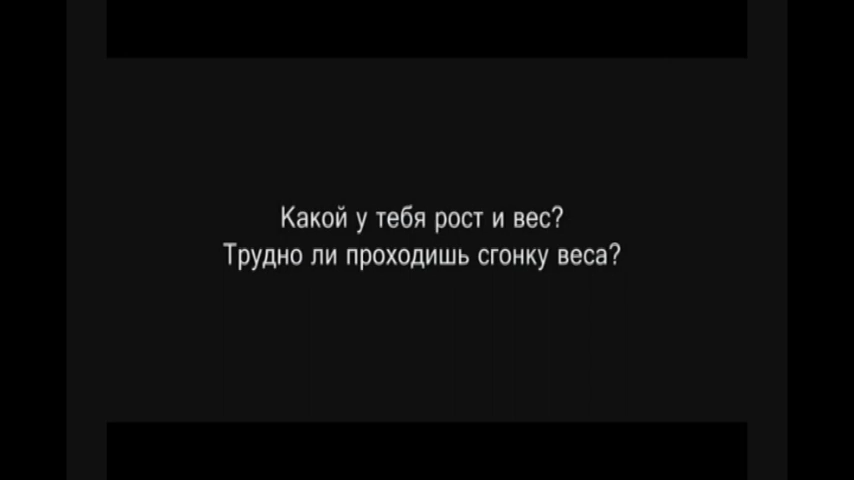 Какой у тебя рост и вес?
Трудно ли проходишь сгонку веса?